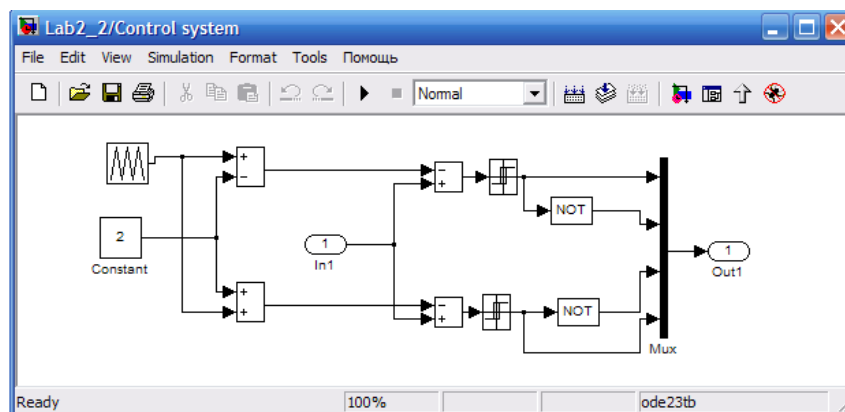 Lab2_2/Control system
File Edit View Simulation Format Tools Помощь
Normal
+
−
−
+
NOT
2
Constant
1
In1
1
Out1
+
+
−
+
NOT
Mux
Ready 100% ode23tb